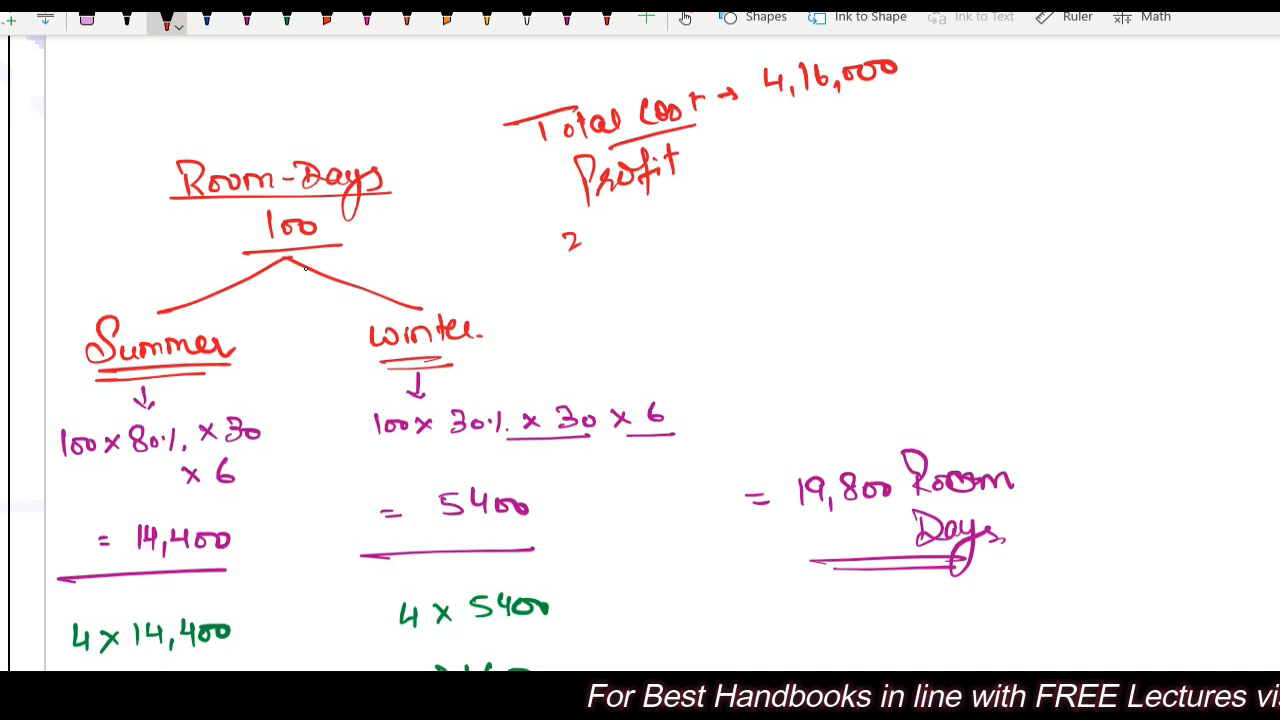 Shapes Ink to Shape Ink to Text Ruler Math
Total Cost → 4,16,000
Profit
Room-Days
100
2
Summer
Winter.
100 x 80%. x 30
x 6
100 x 30%. x 30 x 6
= 14,400
= 5400
= 19,800 Room
Days
4 x 14,400
4 x 5400
For Best Handbooks in line with FREE Lectures vi